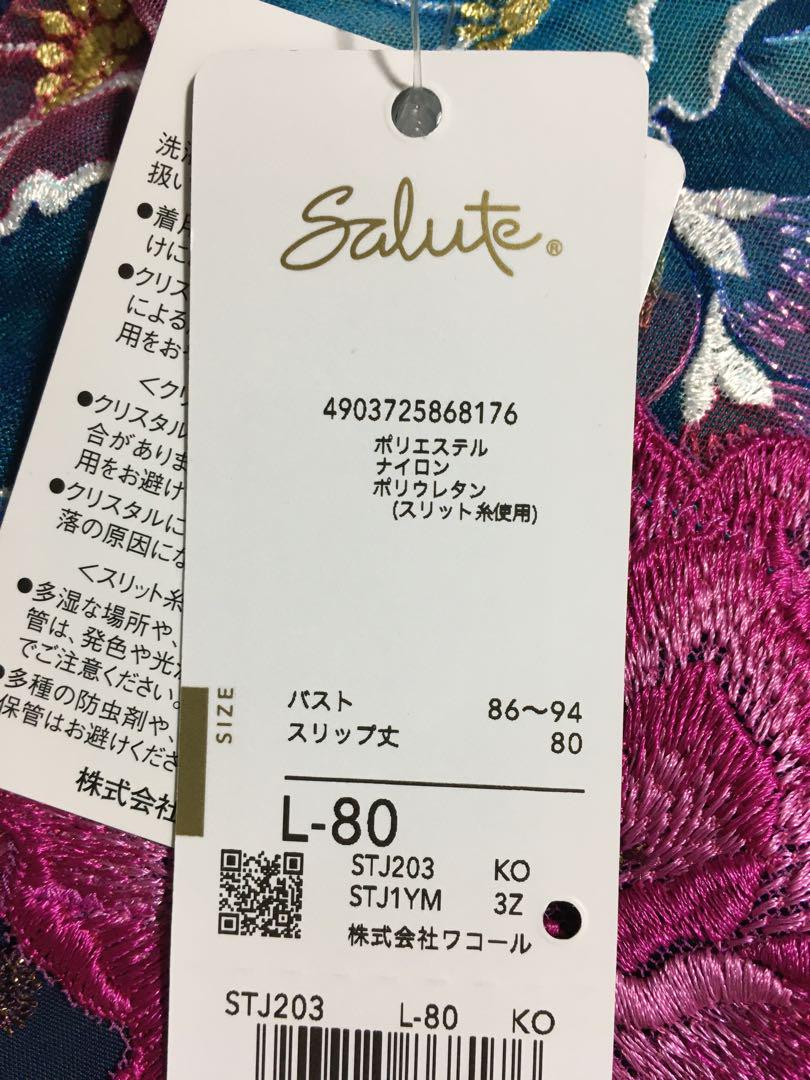 Salute®
4903725868176
ポリエステル
ナイロン
ポリウレタン
(スリット糸使用)
SIZE
バスト 86〜94
スリップ丈 80
L-80
STJ203 KO
STJ1YM 3Z
株式会社ワコール
STJ203 L-80 KO
扱い
●着用
けに
●クリス
による
用をお
<クリ
●クリスタル
合がありま
用をお避け
●クリスタルに
落の原因にな
<スリット糸
●多湿な場所や、
管は、発色や光
でご注意ください。
●多種の防虫剤や、
保管はお避けくださ
株式会社